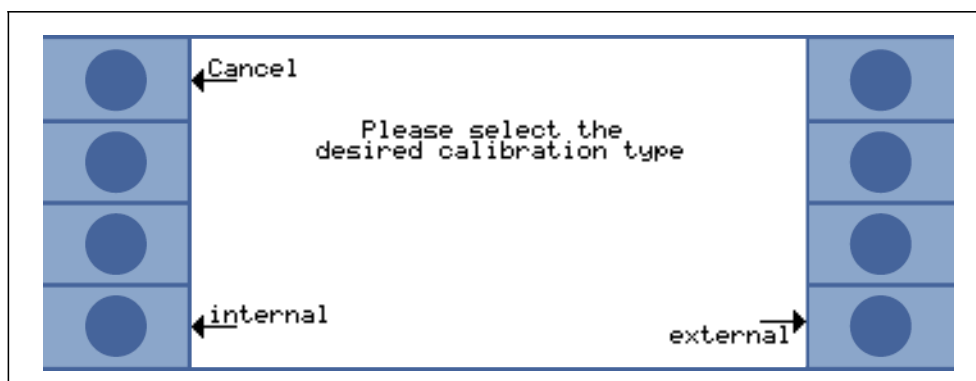 Cancel
Please select the
desired calibration type
internal
external